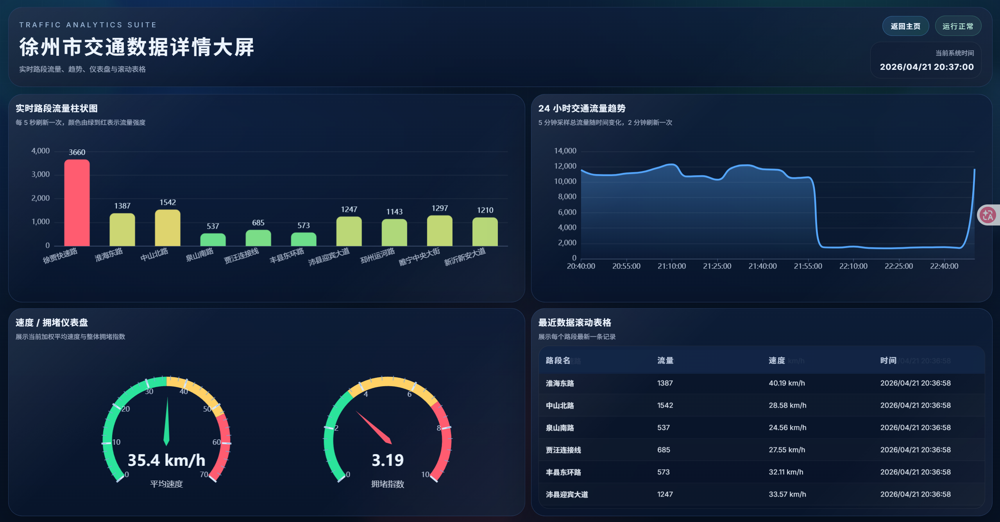 TRAFFIC ANALYTICS SUITE
徐州市交通数据详情大屏
实时路段流量、趋势、仪表盘与滚动表格
返回主页
运行正常
当前系统时间
2026/04/21 20:37:00
实时路段流量柱状图
每 5 秒刷新一次，颜色由绿到红表示流量强度
4,000
3,000
2,000
1,000
0
3660
1387
1542
537
685
573
1247
1143
1297
1210
徐贾快速路
淮海东路
中山北路
泉山南路
贾汪连接线
丰县东环路
沛县迎宾大道
邳州运河路
睢宁中央大街
新沂新安大道
24 小时交通流量趋势
5 分钟采样总流量随时间变化，2 分钟刷新一次
14,000
12,000
10,000
8,000
6,000
4,000
2,000
0
20:40:00
20:55:00
21:10:00
21:25:00
21:40:00
21:55:00
22:10:00
22:25:00
22:40:00
速度 / 拥堵仪表盘
展示当前加权平均速度与整体拥堵指数
0
10
20
30
40
50
60
70
35.4 km/h
平均速度
0
2
4
6
8
10
3.19
拥堵指数
最近数据滚动表格
展示每个路段最新一条记录
路段名 流量 速度 时间
淮海东路 1387 40.19 km/h 2026/04/21 20:36:58
中山北路 1542 28.58 km/h 2026/04/21 20:36:58
泉山南路 537 24.56 km/h 2026/04/21 20:36:58
贾汪连接线 685 27.55 km/h 2026/04/21 20:36:58
丰县东环路 573 32.11 km/h 2026/04/21 20:36:58
沛县迎宾大道 1247 33.57 km/h 2026/04/21 20:36:58